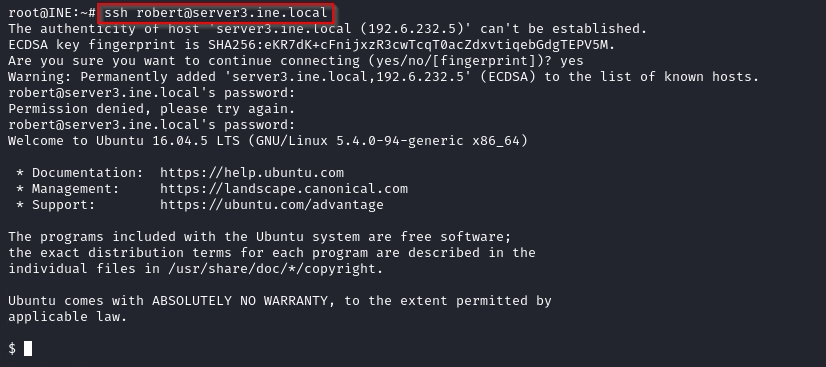 root@INE:~# ssh robert@server3.ine.local
The authenticity of host 'server3.ine.local (192.6.232.5)' can't be established.
ECDSA key fingerprint is SHA256:eKR7dK+cFnijxzR3cwTcqT0acZdxvtiqebGdgTEPV5M.
Are you sure you want to continue connecting (yes/no/[fingerprint])? yes
Warning: Permanently added 'server3.ine.local,192.6.232.5' (ECDSA) to the list of known hosts.
robert@server3.ine.local's password:
Permission denied, please try again.
robert@server3.ine.local's password:
Welcome to Ubuntu 16.04.5 LTS (GNU/Linux 5.4.0-94-generic x86_64)
* Documentation: https://help.ubuntu.com
* Management: https://landscape.canonical.com
* Support: https://ubuntu.com/advantage
The programs included with the Ubuntu system are free software;
the exact distribution terms for each program are described in the
individual files in /usr/share/doc/*/copyright.
Ubuntu comes with ABSOLUTELY NO WARRANTY, to the extent permitted by
applicable law.
$